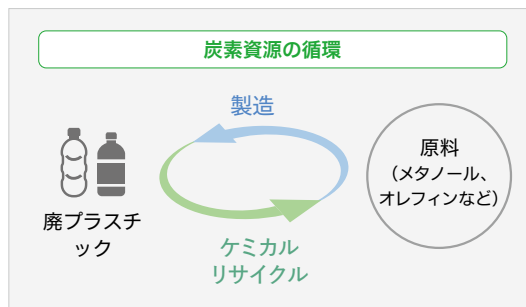 炭素資源の循環
製造
廃プラスチ
ック
原料
(メタノール、
オレフィンなど)
ケミカル
リサイクル